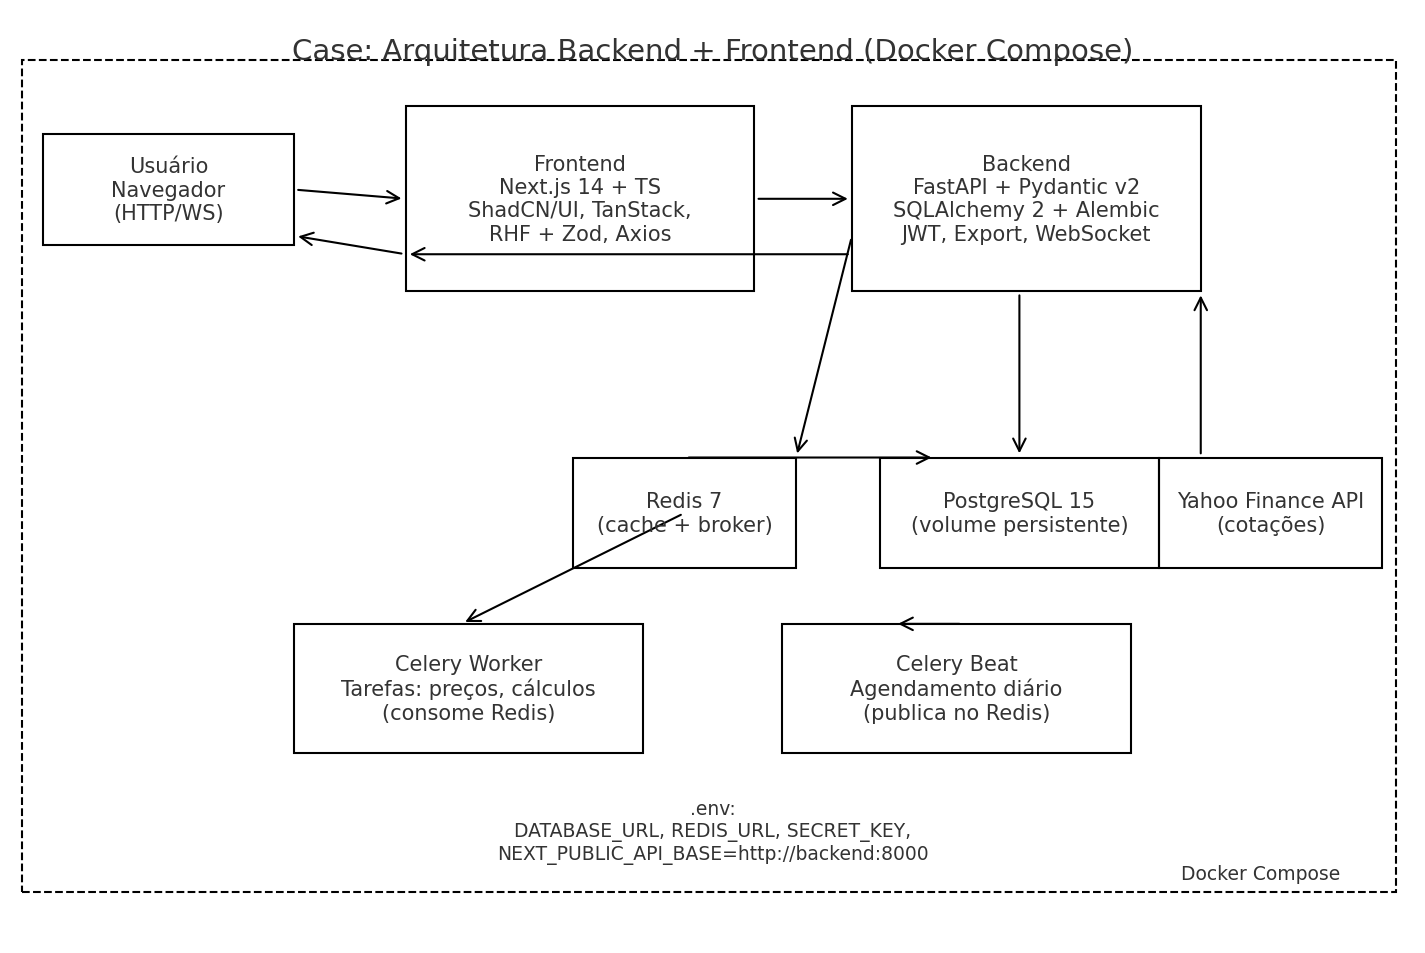 Case: Arquitetura Backend + Frontend (Docker Compose)
Usuário
Navegador
(HTTP/WS)
Frontend
Next.js 14 + TS
ShadCN/UI, TanStack,
RHF + Zod, Axios
Backend
FastAPI + Pydantic v2
SQLAlchemy 2 + Alembic
JWT, Export, WebSocket
Redis 7
(cache + broker)
PostgreSQL 15
(volume persistente)
Yahoo Finance API
(cotações)
Celery Worker
Tarefas: preços, cálculos
(consome Redis)
Celery Beat
Agendamento diário
(publica no Redis)
.env:
DATABASE_URL, REDIS_URL, SECRET_KEY,
NEXT_PUBLIC_API_BASE=http://backend:8000
Docker Compose